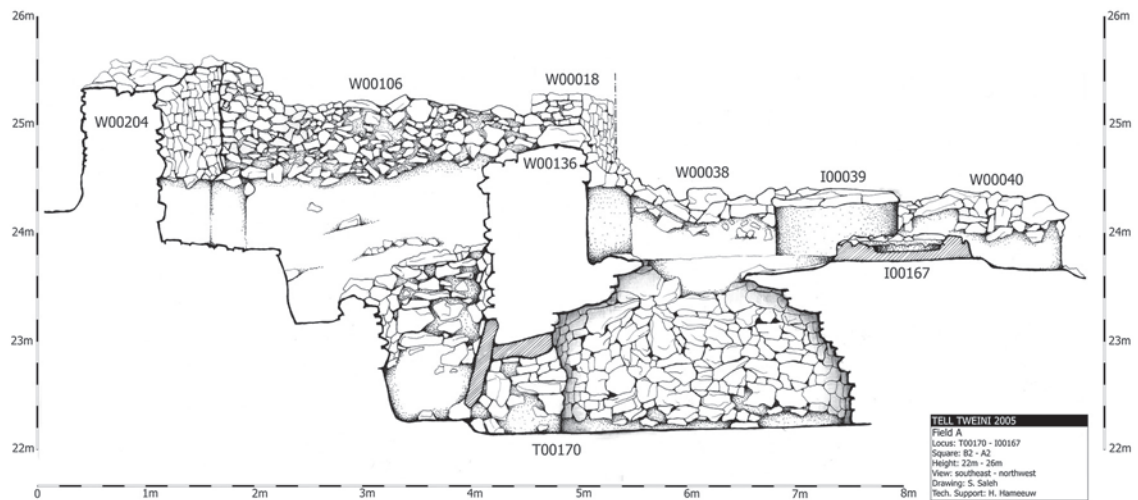 26m
26m
W00106
W00018
25m
W00204
25m
W00136
W00038
I00039
W00040
24m
24m
I00167
23m
23m
22m
T00170
22m
TELL TWEINI 2005
Field A
Locus: T00170 - I00167
Square: B2 - A2
Height: 22m - 26m
View: southeast - northwest
Drawing: S. Saleh
Tech. Support: H. Hameeuw
0 1m 2m 3m 4m 5m 6m 7m 8m